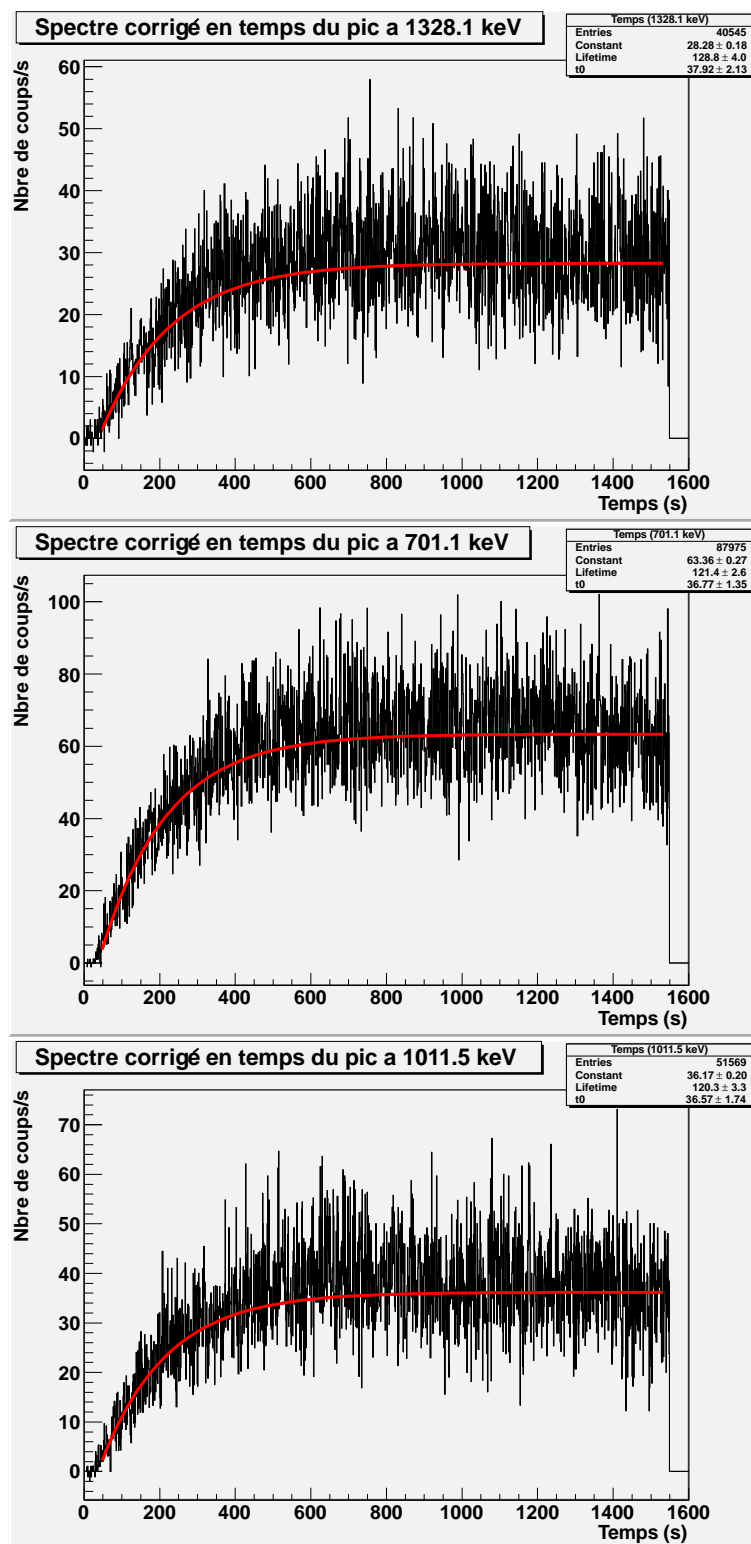 Spectre corrigé en temps du pic a 1328.1 keV
Temps (1328.1 keV)
Entries 40545
Constant 28.28 ± 0.18
Lifetime 128.8 ± 4.0
t0 37.92 ± 2.13
Nbre de coups/s
60
50
40
30
20
10
0
0 200 400 600 800 1000 1200 1400 1600
Temps (s)
Spectre corrigé en temps du pic a 701.1 keV
Temps (701.1 keV)
Entries 87975
Constant 63.36 ± 0.27
Lifetime 121.4 ± 2.6
t0 36.77 ± 1.35
Nbre de coups/s
100
80
60
40
20
0
0 200 400 600 800 1000 1200 1400 1600
Temps (s)
Spectre corrigé en temps du pic a 1011.5 keV
Temps (1011.5 keV)
Entries 51569
Constant 36.17 ± 0.20
Lifetime 120.3 ± 3.3
t0 36.57 ± 1.74
Nbre de coups/s
70
60
50
40
30
20
10
0
0 200 400 600 800 1000 1200 1400 1600
Temps (s)